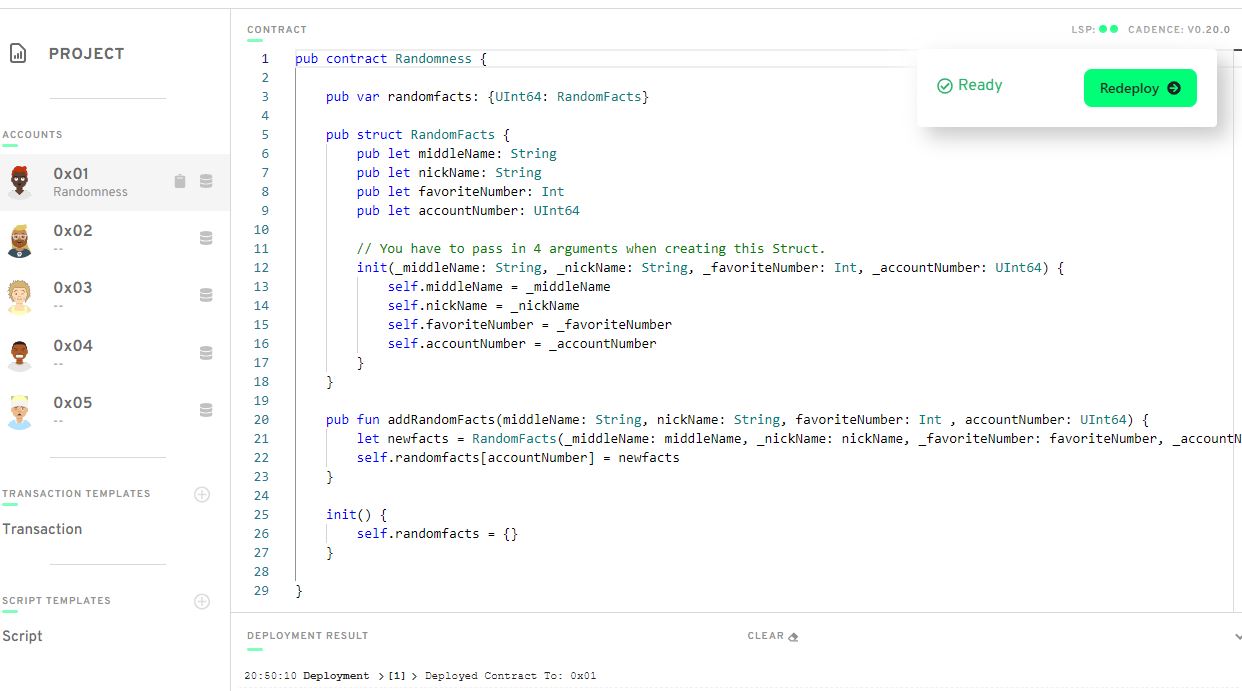 PROJECT
ACCOUNTS
0x01
Randomness
0x02
--
0x03
--
0x04
--
0x05
--
TRANSACTION TEMPLATES
Transaction
SCRIPT TEMPLATES
Script
CONTRACT
LSP: CADENCE: V0.20.0
Ready
Redeploy
1 pub contract Randomness {
2
3 pub var randomfacts: {UInt64: RandomFacts}
4
5 pub struct RandomFacts {
6 pub let middleName: String
7 pub let nickName: String
8 pub let favoriteNumber: Int
9 pub let accountNumber: UInt64
10
11 // You have to pass in 4 arguments when creating this Struct.
12 init(_middleName: String, _nickName: String, _favoriteNumber: Int, _accountNumber: UInt64) {
13 self.middleName = _middleName
14 self.nickName = _nickName
15 self.favoriteNumber = _favoriteNumber
16 self.accountNumber = _accountNumber
17 }
18 }
19
20 pub fun addRandomFacts(middleName: String, nickName: String, favoriteNumber: Int , accountNumber: UInt64) {
21 let newfacts = RandomFacts(_middleName: middleName, _nickName: nickName, _favoriteNumber: favoriteNumber, _accountN
22 self.randomfacts[accountNumber] = newfacts
23 }
24
25 init() {
26 self.randomfacts = {}
27 }
28
29 }
DEPLOYMENT RESULT
CLEAR
20:50:10 Deployment > [1] > Deployed Contract To: 0x01